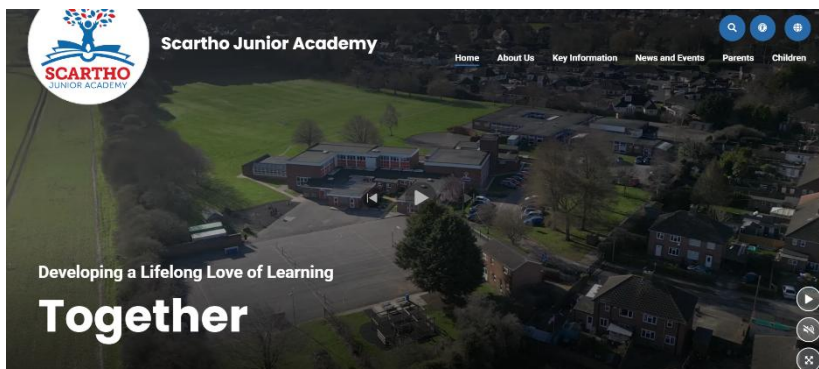 SCARTHO
JUNIOR ACADEMY
Scartho Junior Academy
Home About Us Key Information News and Events Parents Children
Developing a Lifelong Love of Learning
Together